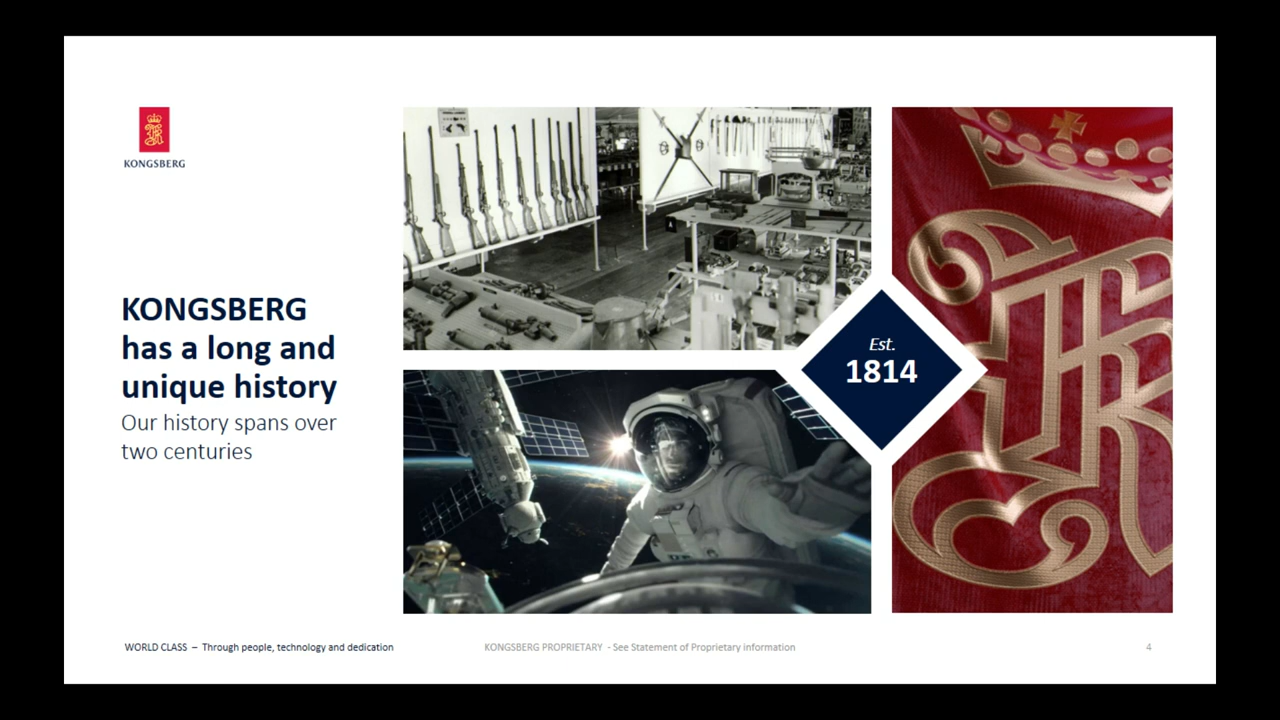 KONGSBERG
KONGSBERG
has a long and
unique history
Our history spans over
two centuries
Est.
1814
WORLD CLASS – Through people, technology and dedication
KONGSBERG PROPRIETARY - See Statement of Proprietary information
4